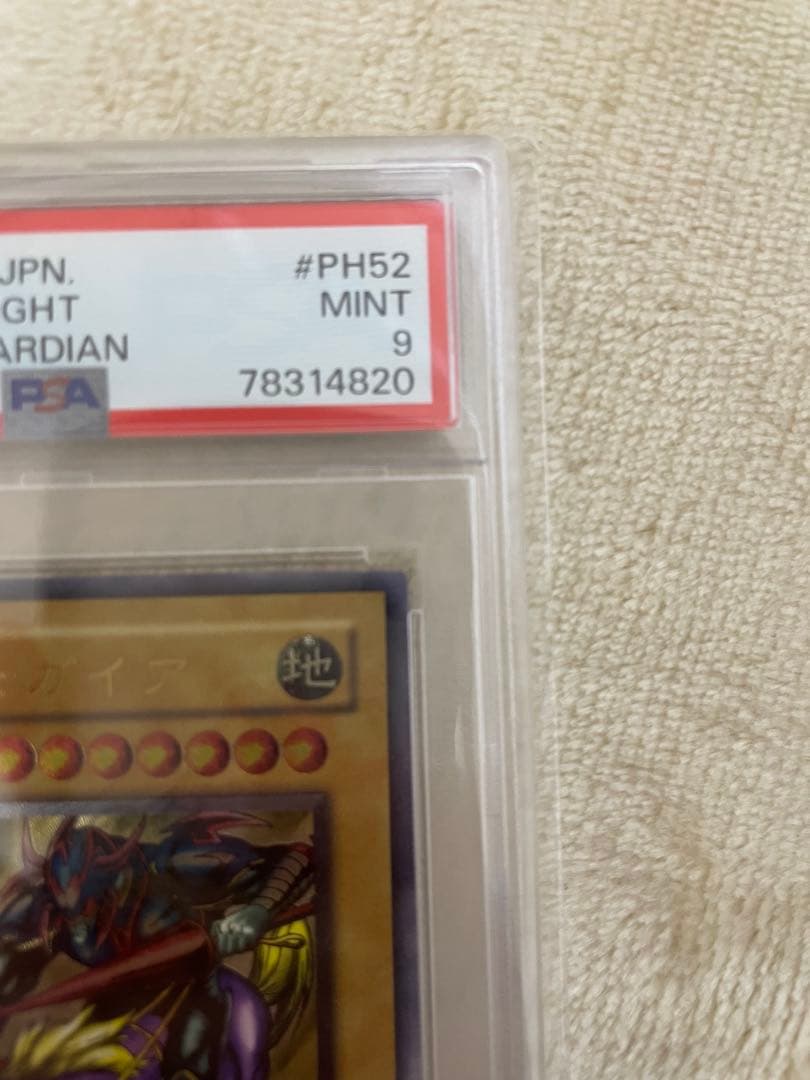 JPN. #PH52
GHT MINT
ARDIAN 9
PSA 78314820
ガイア 地